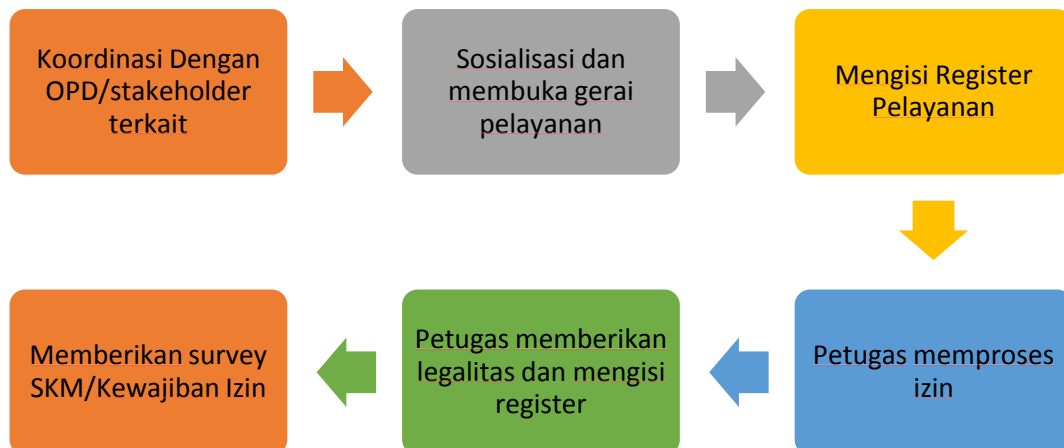 Koordinasi Dengan
OPD/stakeholder
terkait
Sosialisasi dan
membuka gerai
pelayanan
Mengisi Register
Pelayanan
Petugas memproses
izin
Petugas memberikan
legalitas dan mengisi
register
Memberikan survey
SKM/Kewajiban Izin